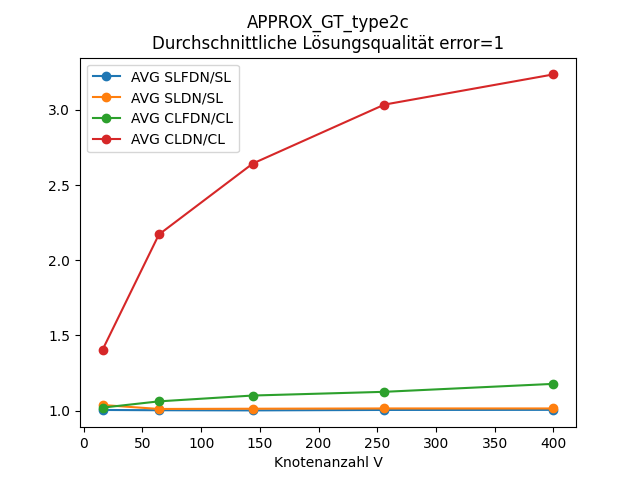 APPROX_GT_type2c
Durchschnittliche Lösungsqualität error=1
AVG SLFDN/SL
AVG SLDN/SL
AVG CLFDN/CL
AVG CLDN/CL
3.0
2.5
2.0
1.5
1.0
0 50 100 150 200 250 300 350 400
Knotenanzahl V